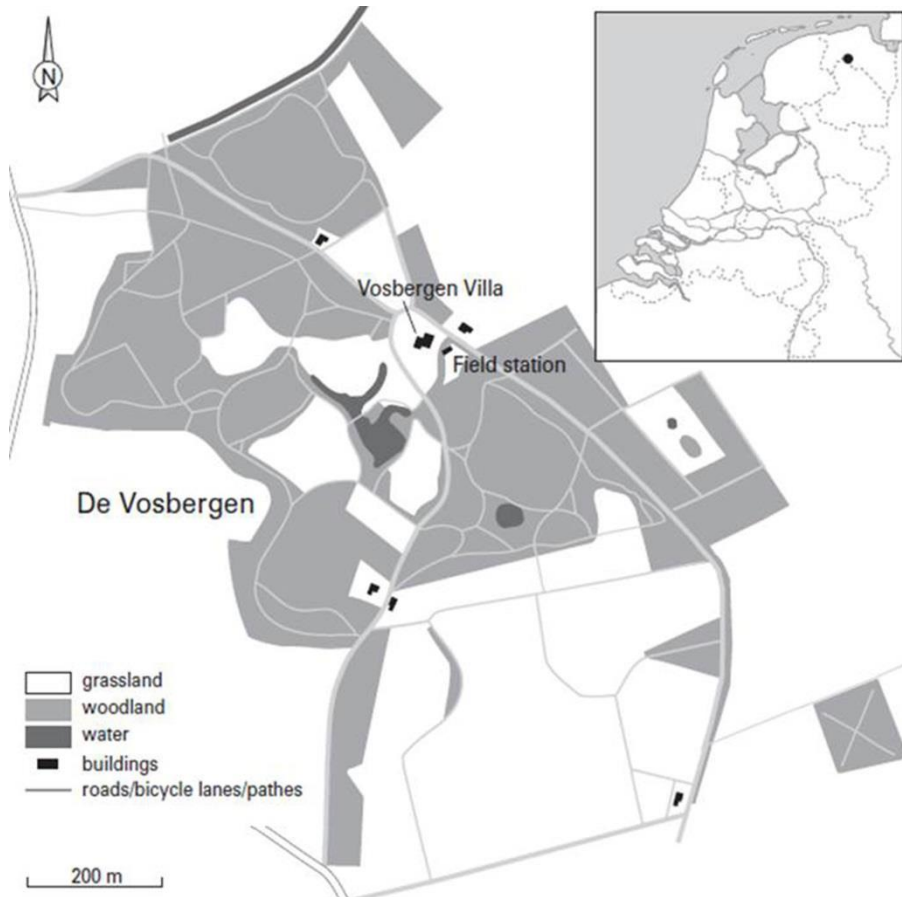 N
Vosbergen Villa
Field station
De Vosbergen
grassland
woodland
water
buildings
roads/bicycle lanes/pathes
200 m